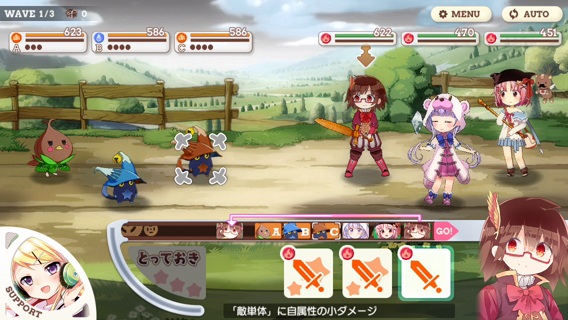 WAVE 1/3 0
MENU
AUTO
623
586
586
622
470
451
A
B
C
A B C GO!
とっておき
SUPPORT
「敵単体」に自属性の小ダメージ